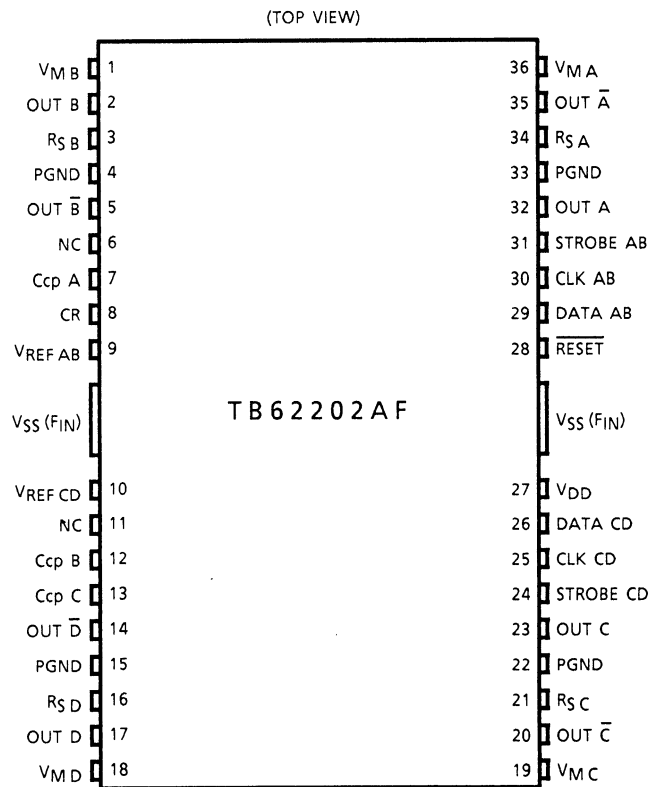 (TOP VIEW)
VM B 1
OUT B 2
RS B 3
PGND 4
OUT B̅ 5
NC 6
Ccp A 7
CR 8
VREF AB 9
VSS (FIN)
VREF CD 10
NC 11
Ccp B 12
Ccp C 13
OUT D̅ 14
PGND 15
RS D 16
OUT D 17
VM D 18
TB62202AF
36 VM A
35 OUT A̅
34 RS A
33 PGND
32 OUT A
31 STROBE AB
30 CLK AB
29 DATA AB
28 R̅E̅S̅E̅T̅
VSS (FIN)
27 VDD
26 DATA CD
25 CLK CD
24 STROBE CD
23 OUT C
22 PGND
21 RS C
20 OUT C̅
19 VM C